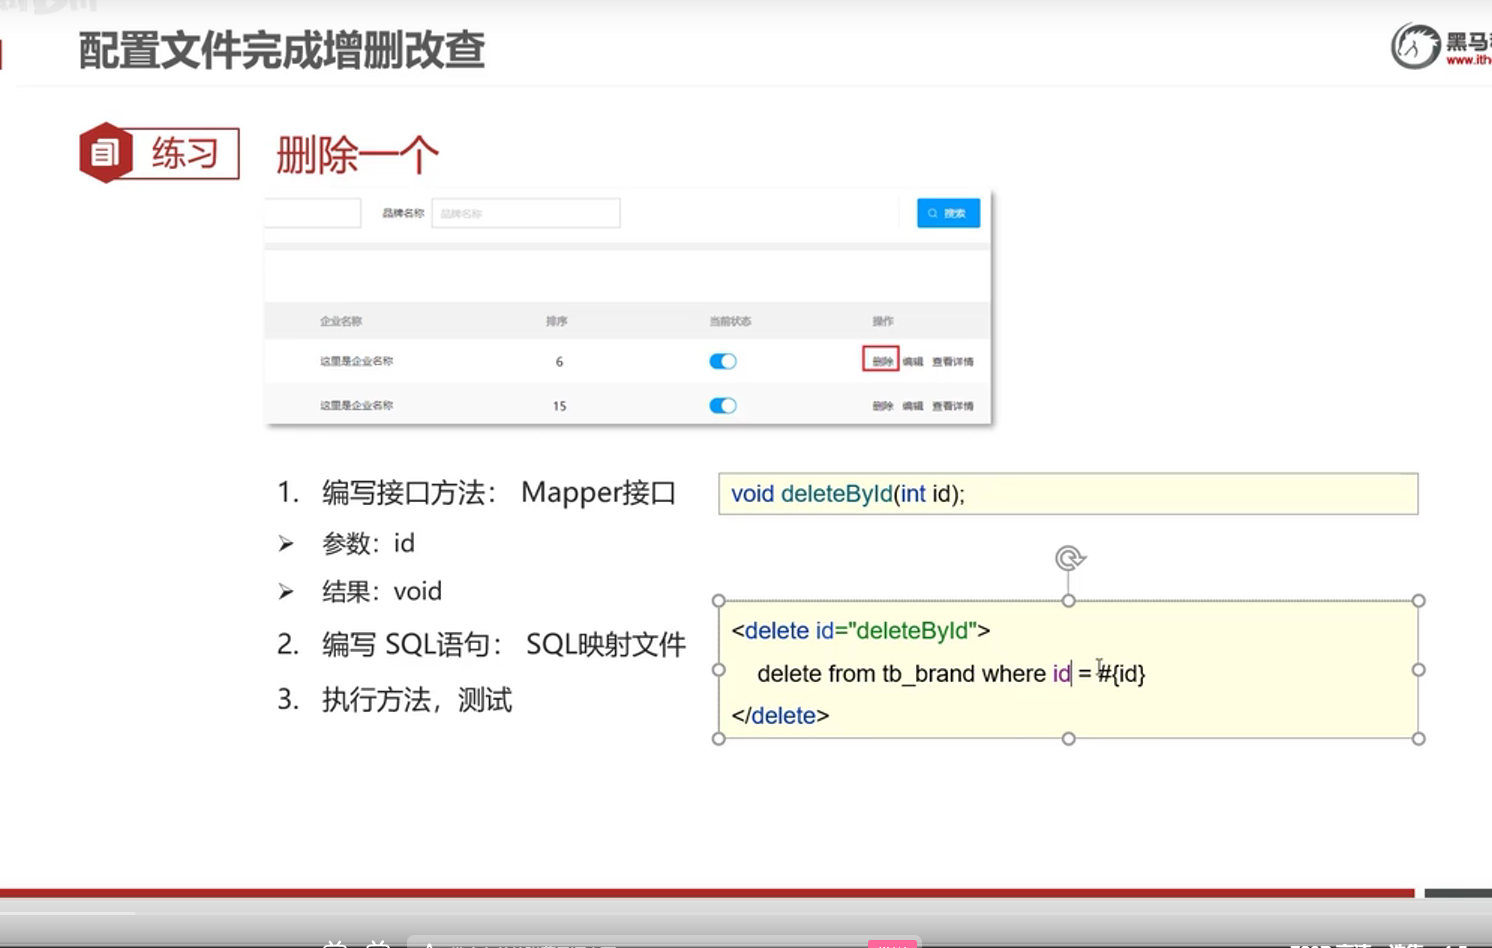 配置文件完成增删改查
黑马
www.ith
练习
删除一个
品牌名称 品牌名称 搜索
企业名称 排序 当前状态 操作
这里是企业名称 6 删除 编辑 查看详情
这里是企业名称 15 删除 编辑 查看详情
1. 编写接口方法： Mapper接口
void deleteById(int id);
➢ 参数：id
➢ 结果：void
<delete id="deleteById">
2. 编写 SQL语句： SQL映射文件
delete from tb_brand where id = #{id}
3. 执行方法，测试
</delete>